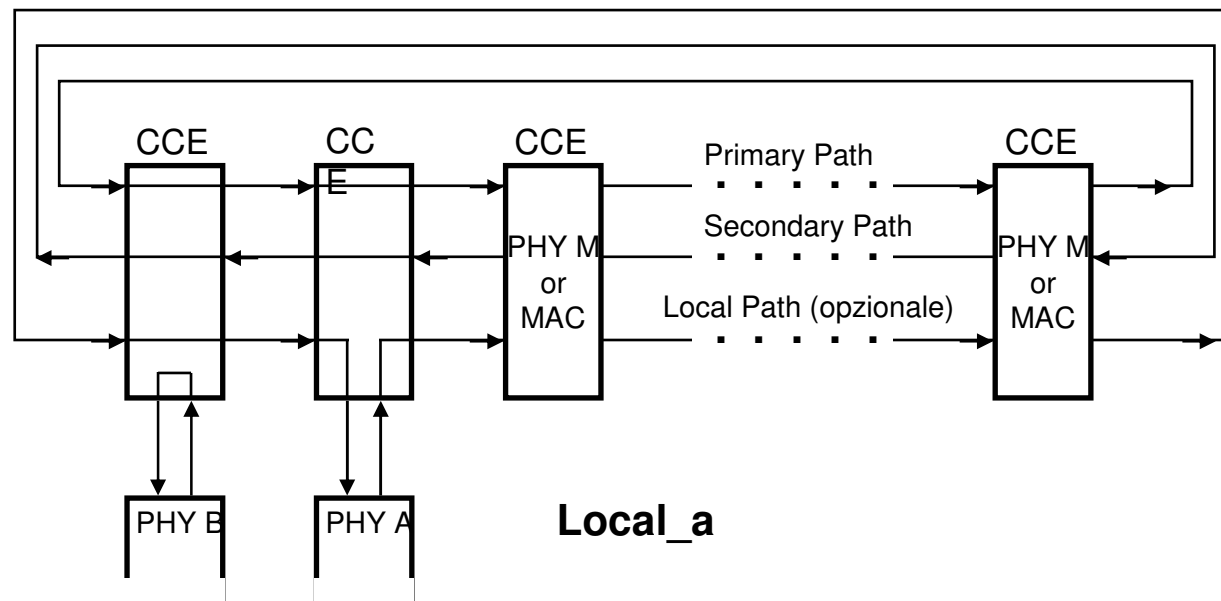 CCE
CC
E
CCE
CCE
Primary Path
Secondary Path
Local Path (opzionale)
PHY M
or
MAC
PHY M
or
MAC
PHY B
PHY A
Local_a